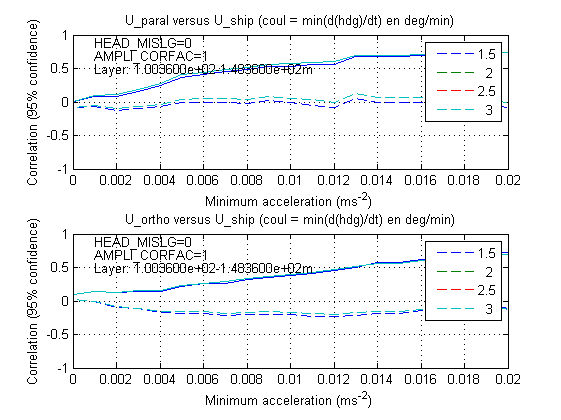 U_paral versus U_ship (coul = min(d(hdg)/dt) en deg/min)
Correlation (95% confidence)
1
0.5
0
-0.5
-1
HEAD_MISLG=0
AMPLI_CORFAC=1
Layer: 1.003600e+02-1.483600e+02m
1.5
2
2.5
3
0 0.002 0.004 0.006 0.008 0.01 0.012 0.014 0.016 0.018 0.02
Minimum acceleration (ms-2)
U_ortho versus U_ship (coul = min(d(hdg)/dt) en deg/min)
Correlation (95% confidence)
1
0.5
0
-0.5
-1
HEAD_MISLG=0
AMPLI_CORFAC=1
Layer: 1.003600e+02-1.483600e+02m
1.5
2
2.5
3
0 0.002 0.004 0.006 0.008 0.01 0.012 0.014 0.016 0.018 0.02
Minimum acceleration (ms-2)